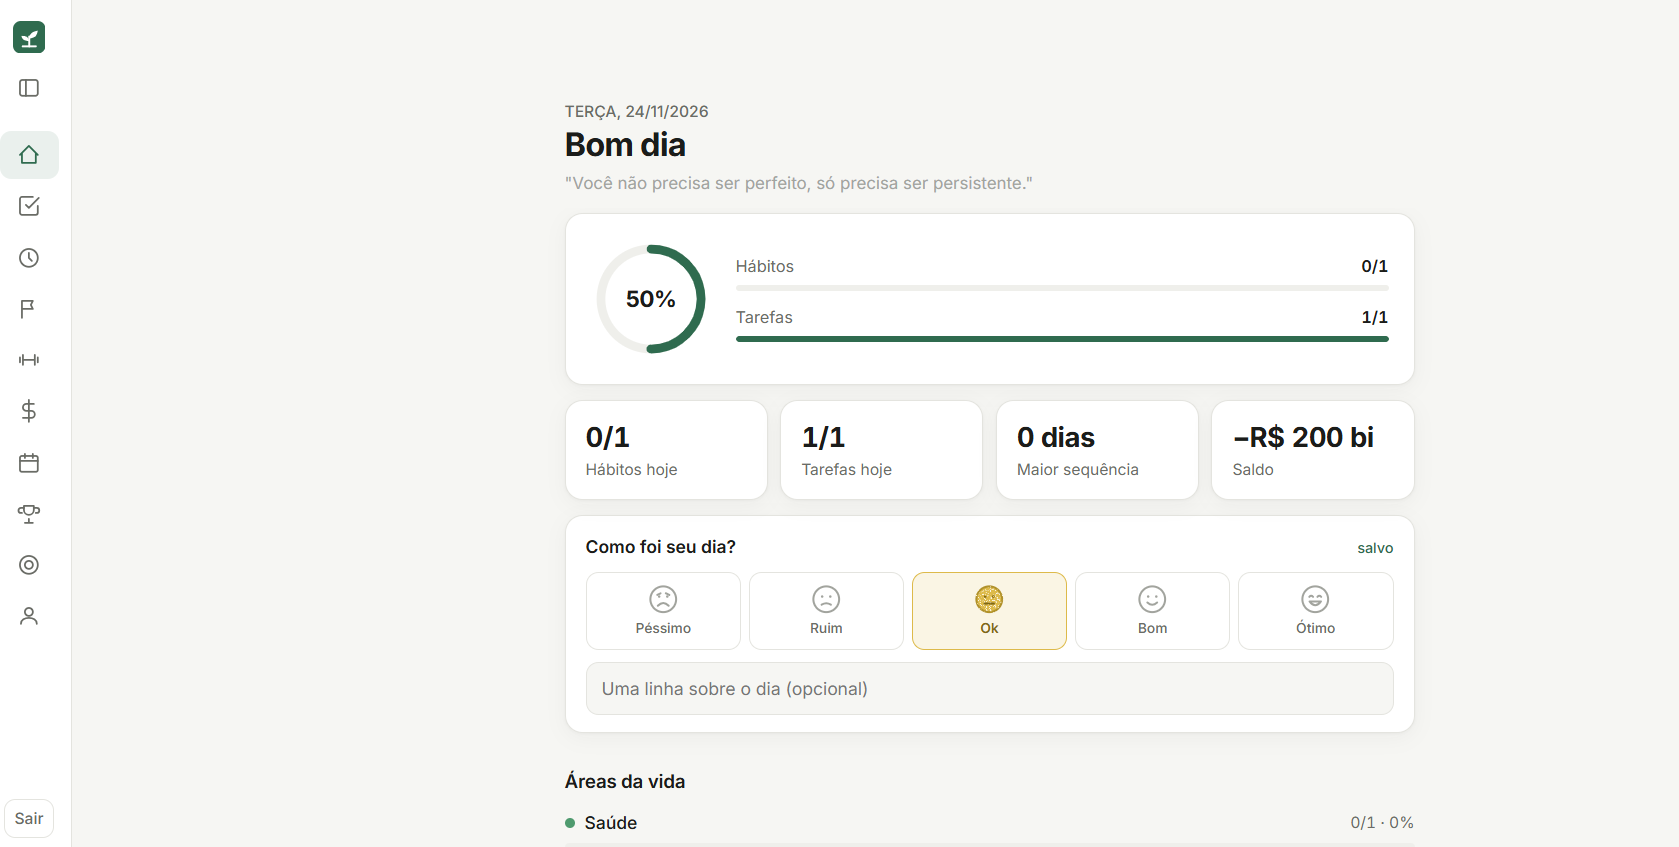 TERÇA, 24/11/2026
Bom dia
"Você não precisa ser perfeito, só precisa ser persistente."
50%
Hábitos 0/1
Tarefas 1/1
0/1
Hábitos hoje
1/1
Tarefas hoje
0 dias
Maior sequência
−R$ 200 bi
Saldo
Como foi seu dia? salvo
Péssimo
Ruim
Ok
Bom
Ótimo
Uma linha sobre o dia (opcional)
Áreas da vida
Saúde 0/1 · 0%
Sair